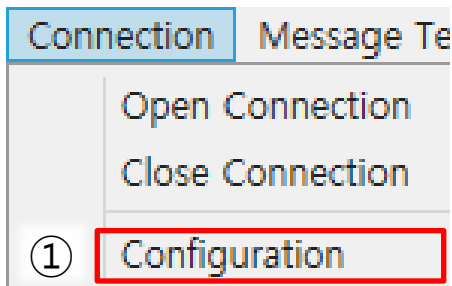 Connection Message Te
Open Connection
Close Connection
① Configuration